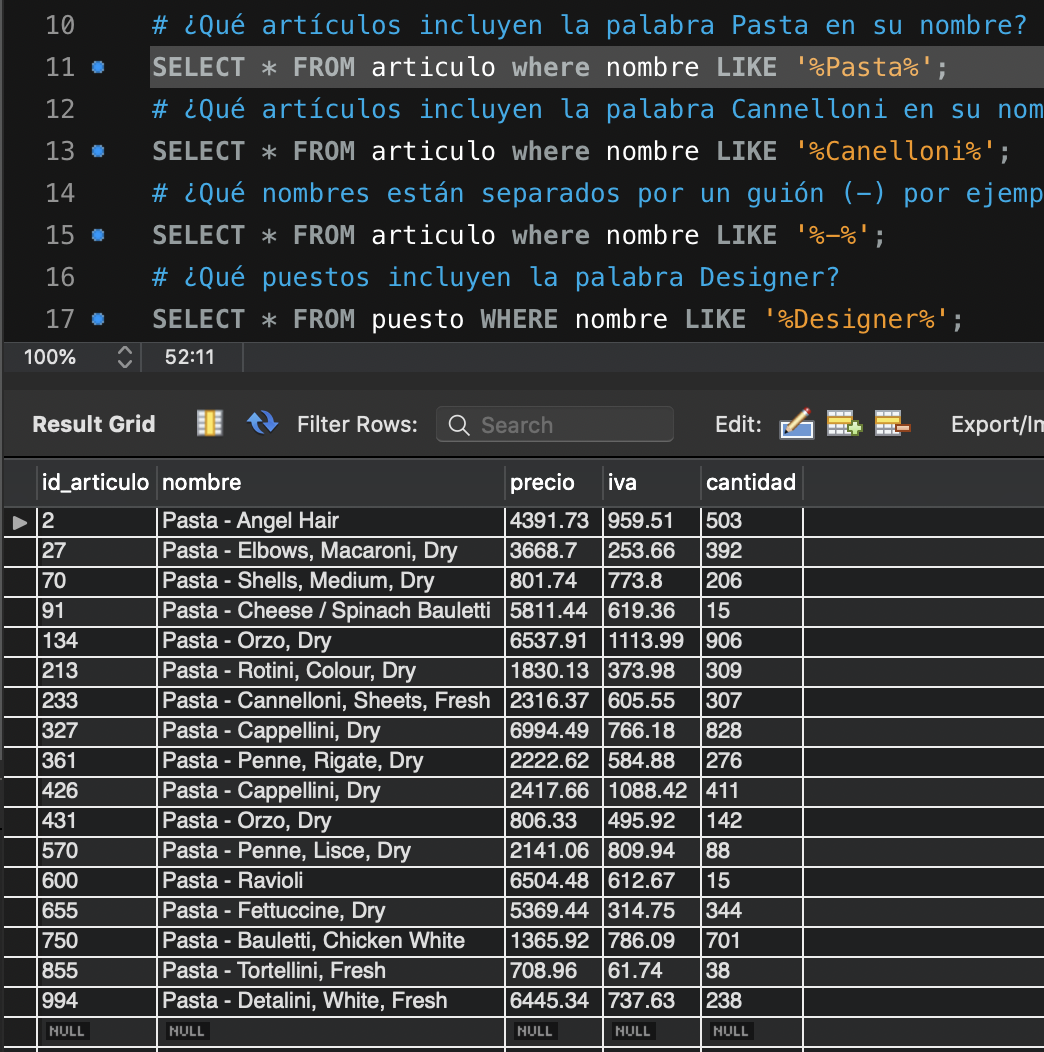 10 # ¿Qué artículos incluyen la palabra Pasta en su nombre?
11 SELECT * FROM articulo where nombre LIKE '%Pasta%';
12 # ¿Qué artículos incluyen la palabra Cannelloni en su nom
13 SELECT * FROM articulo where nombre LIKE '%Canelloni%';
14 # ¿Qué nombres están separados por un guión (-) por ejemp
15 SELECT * FROM articulo where nombre LIKE '%-%';
16 # ¿Qué puestos incluyen la palabra Designer?
17 SELECT * FROM puesto WHERE nombre LIKE '%Designer%';
100% 52:11
Result Grid Filter Rows: Search Edit: Export/Im
id_articulo nombre precio iva cantidad
2 Pasta - Angel Hair 4391.73 959.51 503
27 Pasta - Elbows, Macaroni, Dry 3668.7 253.66 392
70 Pasta - Shells, Medium, Dry 801.74 773.8 206
91 Pasta - Cheese / Spinach Bauletti 5811.44 619.36 15
134 Pasta - Orzo, Dry 6537.91 1113.99 906
213 Pasta - Rotini, Colour, Dry 1830.13 373.98 309
233 Pasta - Cannelloni, Sheets, Fresh 2316.37 605.55 307
327 Pasta - Cappellini, Dry 6994.49 766.18 828
361 Pasta - Penne, Rigate, Dry 2222.62 584.88 276
426 Pasta - Cappellini, Dry 2417.66 1088.42 411
431 Pasta - Orzo, Dry 806.33 495.92 142
570 Pasta - Penne, Lisce, Dry 2141.06 809.94 88
600 Pasta - Ravioli 6504.48 612.67 15
655 Pasta - Fettuccine, Dry 5369.44 314.75 344
750 Pasta - Bauletti, Chicken White 1365.92 786.09 701
855 Pasta - Tortellini, Fresh 708.96 61.74 38
994 Pasta - Detalini, White, Fresh 6445.34 737.63 238
NULL NULL NULL NULL NULL